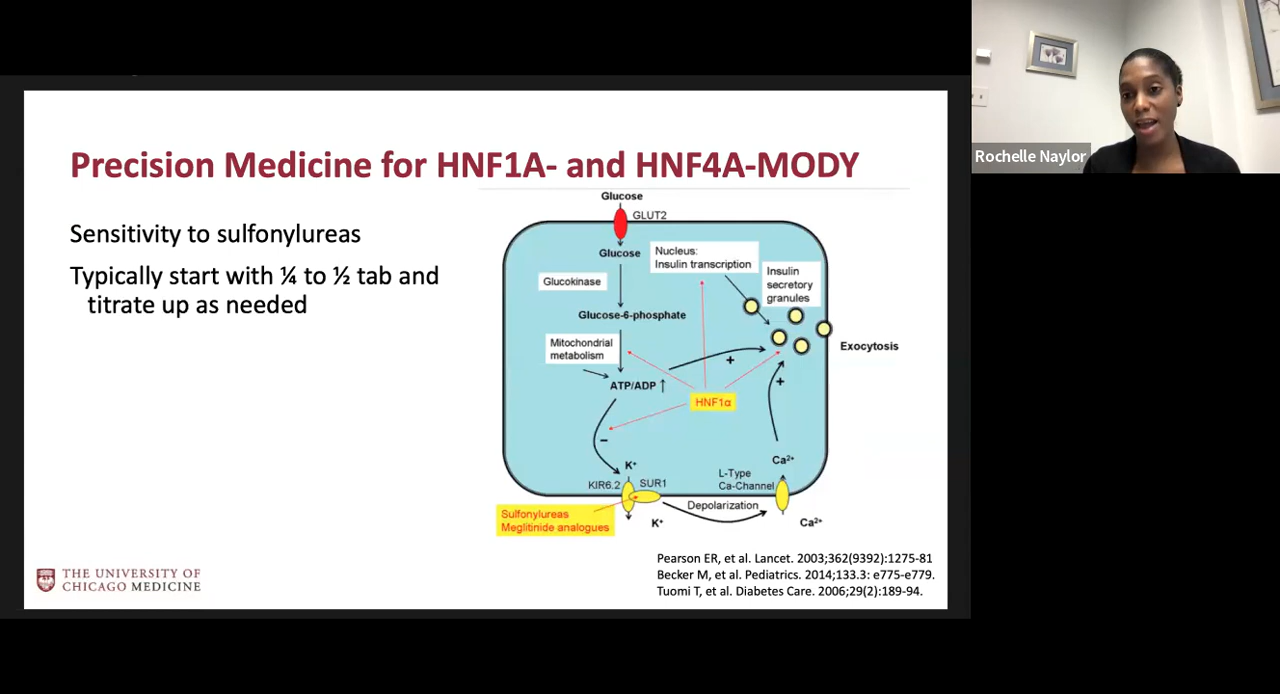 Precision Medicine for HNF1A- and HNF4A-MODY
Sensitivity to sulfonylureas
Typically start with ¼ to ½ tab and
titrate up as needed
Glucose
GLUT2
Glucose
Nucleus:
Insulin transcription
Insulin
secretory
granules
Glucokinase
Glucose-6-phosphate
Mitochondrial
metabolism
Exocytosis
+
ATP/ADP ↑
+
HNF1α
−
K⁺
Ca²⁺
KIR6.2
SUR1
L-Type
Ca-Channel
Depolarization
Sulfonylureas
Meglitinide analogues
K⁺
Ca²⁺
Pearson ER, et al. Lancet. 2003;362(9392):1275-81
Becker M, et al. Pediatrics. 2014;133.3: e775-e779.
Tuomi T, et al. Diabetes Care. 2006;29(2):189-94.
THE UNIVERSITY OF
CHICAGO MEDICINE
Rochelle Naylor